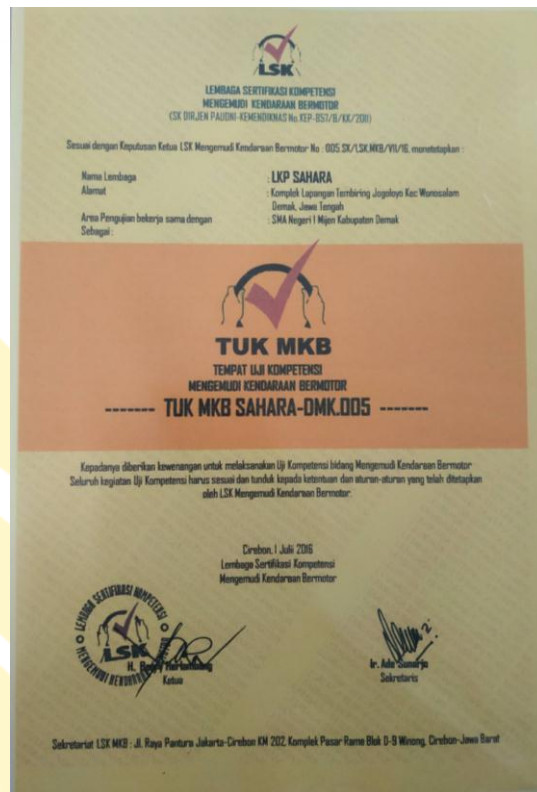 LSK
LEMBAGA SERTIFIKASI KOMPETENSI
MENGEMUDI KENDARAAN BERMOTOR
(SK DIRJEN PAUDNI-KEMENDIKNAS No.KEP-857/B/KK/2011)
Sesuai dengan Keputusan Ketua LSK Mengemudi Kendaraan Bermotor No : 005.SK/LSK.MKB/VII/16, menetetapkan :
Nama Lembaga : LKP SAHARA
Alamat : Komplek Lapangan Tembiring Jogoloyo Kec Wonosalam
Demak, Jawa Tengah
Area Pengujian bekerja sama dengan : SMA Negeri 1 Mijen Kabupaten Demak
Sebagai :
TUK MKB
TEMPAT UJI KOMPETENSI
MENGEMUDI KENDARAAN BERMOTOR
------- TUK MKB SAHARA-DMK.005 -------
Kepadanya diberikan kewenangan untuk melaksanakan Uji Kompetensi bidang Mengemudi Kendaraan Bermotor
Seluruh kegiatan Uji Kompetensi harus sesuai dan tunduk kepada ketentuan dan aturan-aturan yang telah ditetapkan
oleh LSK Mengemudi Kendaraan Bermotor.
Cirebon, 1 Julii 2016
Lembaga Sertifikasi Kompetensi
Mengemudi Kendaraan Bermotor
LEMBAGA SERTIFIKASI KOMPETENSI
MENGEMUDI KENDARAAN BERMOTOR
LSK
H.
Ketua
Ir. Ade Sunarjo
Sekretaris
Sekretariat LSK MKB : Jl. Raya Pantura Jakarta-Cirebon KM 202, Komplek Pasar Rame Blok D-9 Winong, Cirebon-Jawa Barat